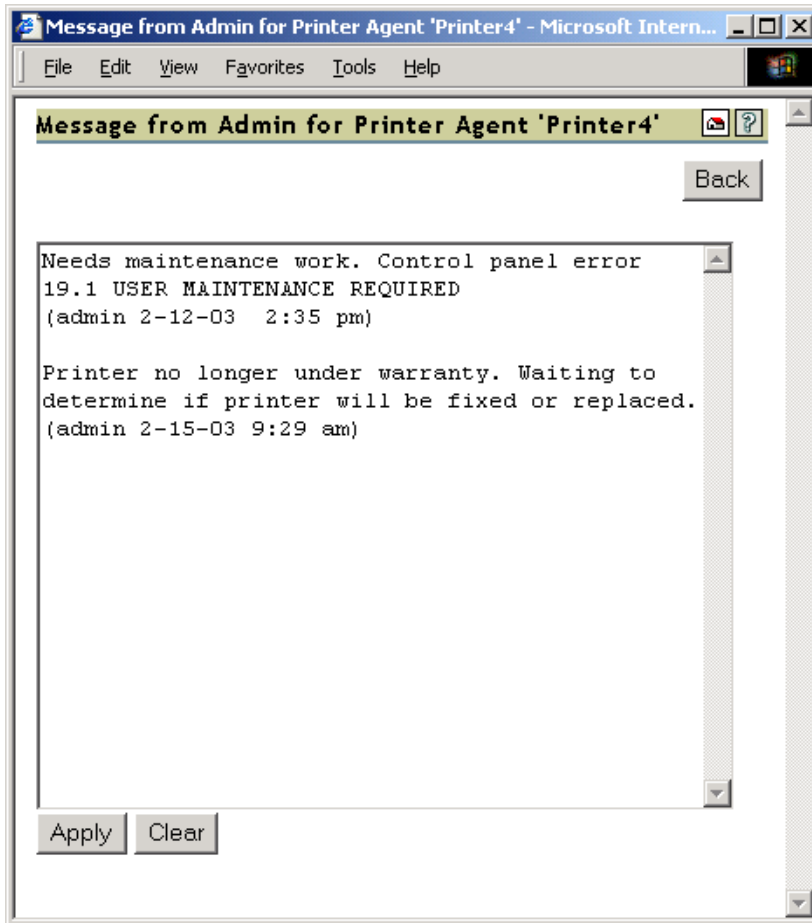 Message from Admin for Printer Agent 'Printer4' - Microsoft Intern...
File Edit View Favorites Tools Help
Message from Admin for Printer Agent 'Printer4'
?
Back
Needs maintenance work. Control panel error
19.1 USER MAINTENANCE REQUIRED
(admin 2-12-03  2:35 pm)
Printer no longer under warranty. Waiting to
determine if printer will be fixed or replaced.
(admin 2-15-03 9:29 am)
Apply Clear